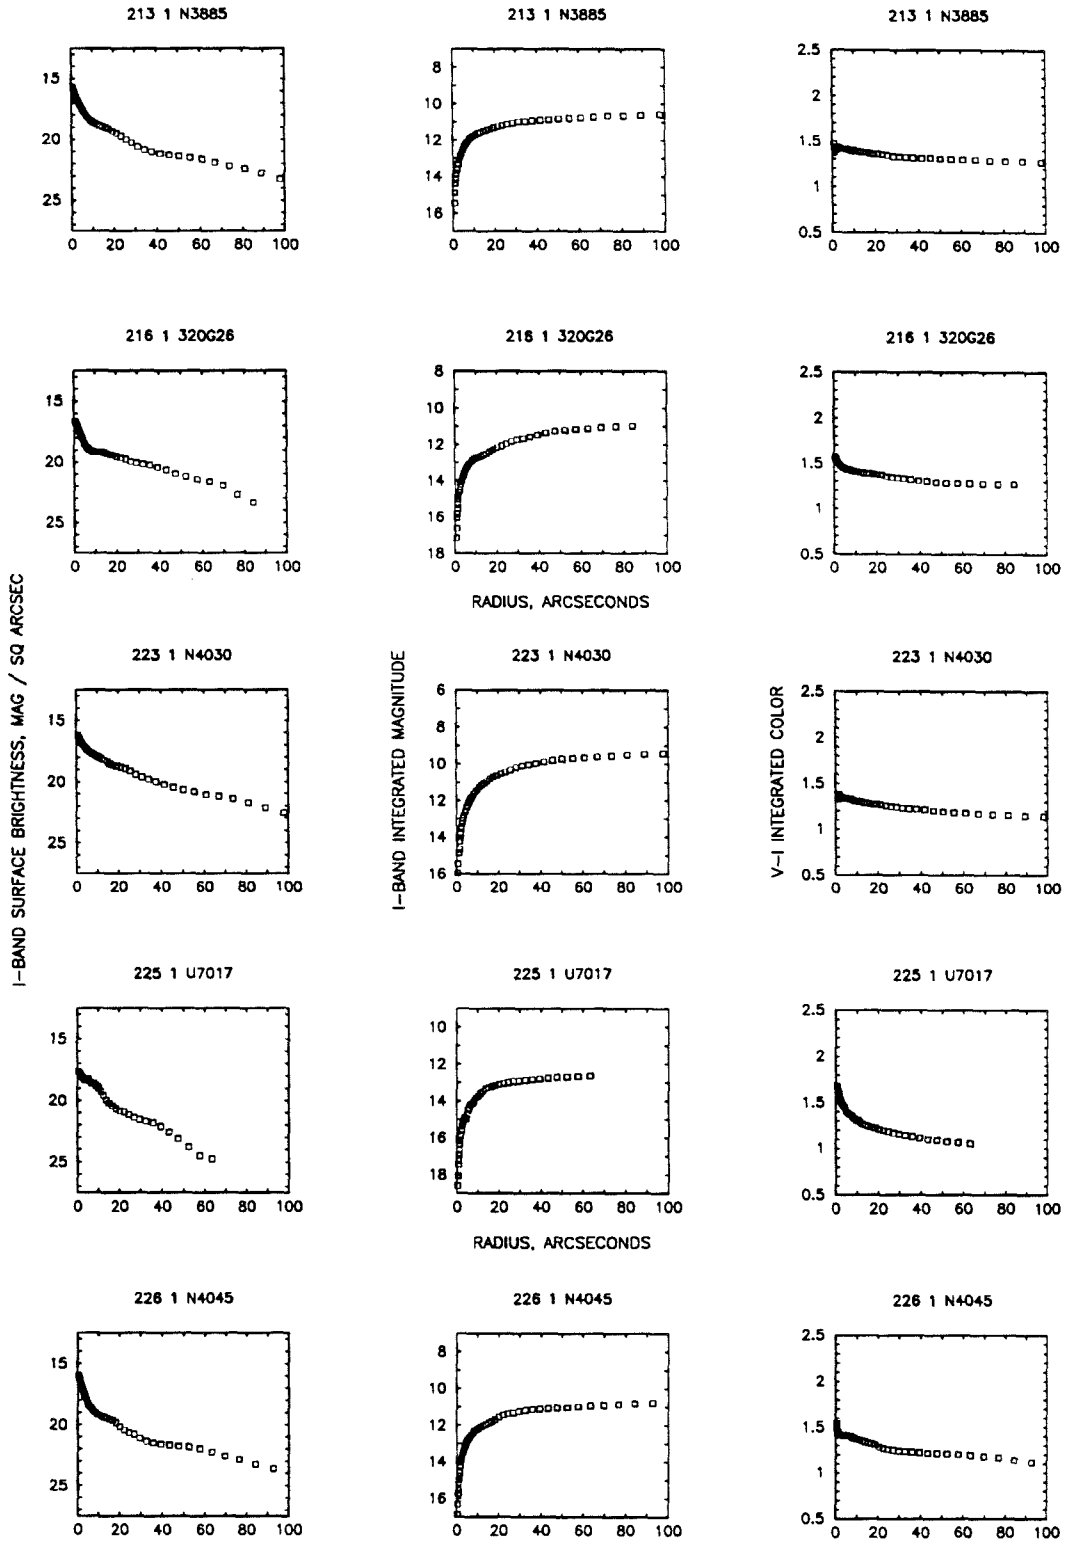 213 1 N3885
213 1 N3885
213 1 N3885
15
20
25
0 20 40 60 80 100
8
10
12
14
16
0 20 40 60 80 100
2.5
2
1.5
1
0.5
0 20 40 60 80 100
216 1 320G26
216 1 320G26
216 1 320G26
15
20
25
0 20 40 60 80 100
8
10
12
14
16
18
0 20 40 60 80 100
2.5
2
1.5
1
0.5
0 20 40 60 80 100
RADIUS, ARCSECONDS
I-BAND SURFACE BRIGHTNESS, MAG / SQ ARCSEC
I-BAND INTEGRATED MAGNITUDE
V-I INTEGRATED COLOR
223 1 N4030
223 1 N4030
223 1 N4030
15
20
25
0 20 40 60 80 100
6
8
10
12
14
16
0 20 40 60 80 100
2.5
2
1.5
1
0.5
0 20 40 60 80 100
225 1 U7017
225 1 U7017
225 1 U7017
15
20
25
0 20 40 60 80 100
10
12
14
16
18
0 20 40 60 80 100
2.5
2
1.5
1
0.5
0 20 40 60 80 100
RADIUS, ARCSECONDS
226 1 N4045
226 1 N4045
226 1 N4045
15
20
25
0 20 40 60 80 100
8
10
12
14
16
0 20 40 60 80 100
2.5
2
1.5
1
0.5
0 20 40 60 80 100